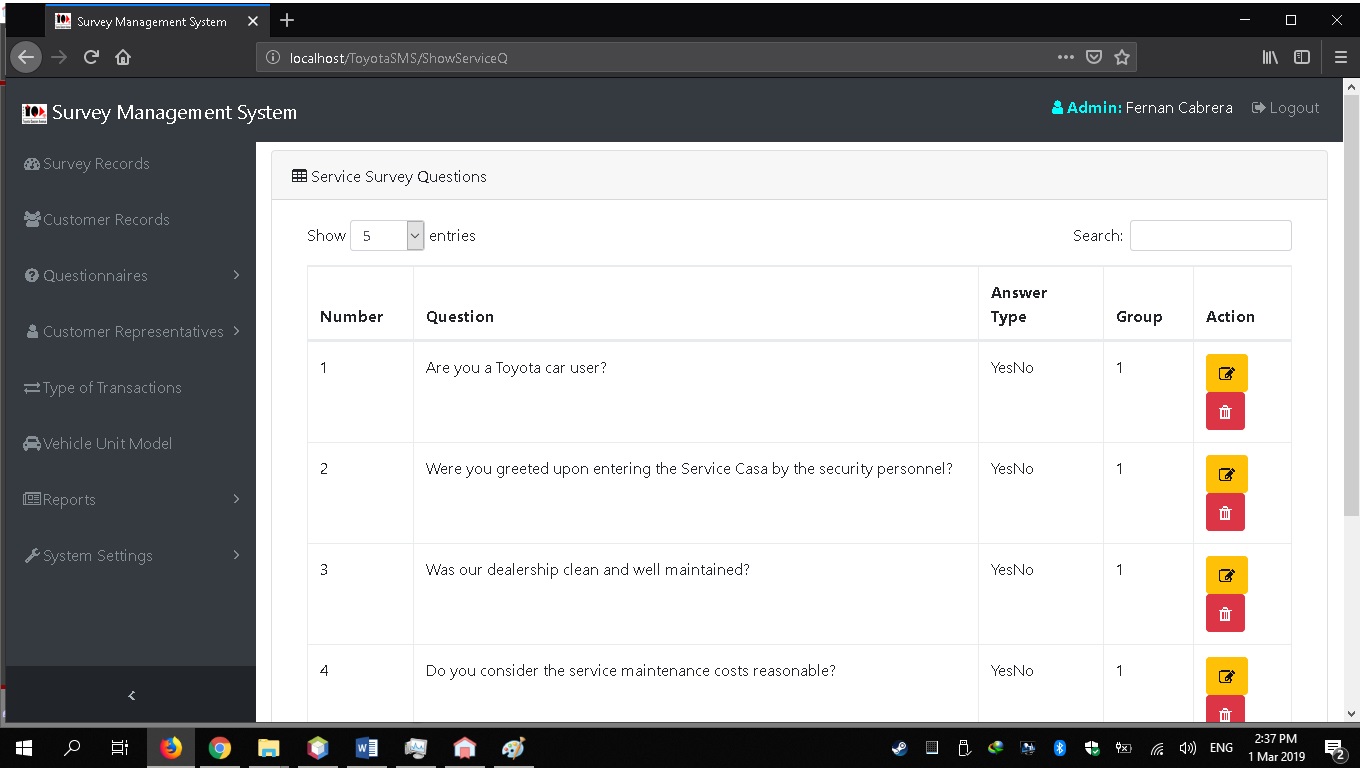 Survey Management System
localhost/ToyotaSMS/ShowServiceQ
Survey Management System
Admin: Fernan Cabrera Logout
Survey Records
Customer Records
Questionnaires
Customer Representatives
Type of Transactions
Vehicle Unit Model
Reports
System Settings
Service Survey Questions
Show 5 entries
Search:
Number Question Answer Type Group Action
1 Are you a Toyota car user? YesNo 1
2 Were you greeted upon entering the Service Casa by the security personnel? YesNo 1
3 Was our dealership clean and well maintained? YesNo 1
4 Do you consider the service maintenance costs reasonable? YesNo 1
ENG
2:37 PM
1 Mar 2019
2